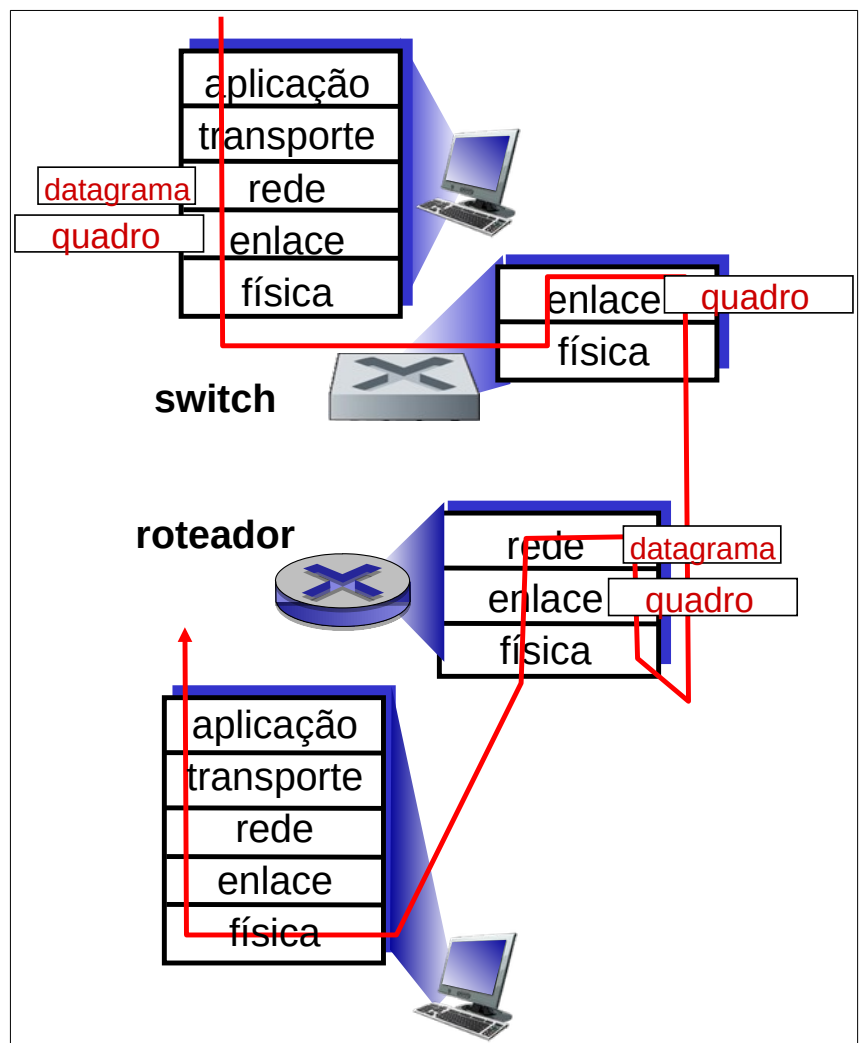 aplicação
transporte
datagrama rede
quadro enlace
física
enlace quadro
física
switch
roteador
rede datagrama
enlace quadro
física
aplicação
transporte
rede
enlace
física